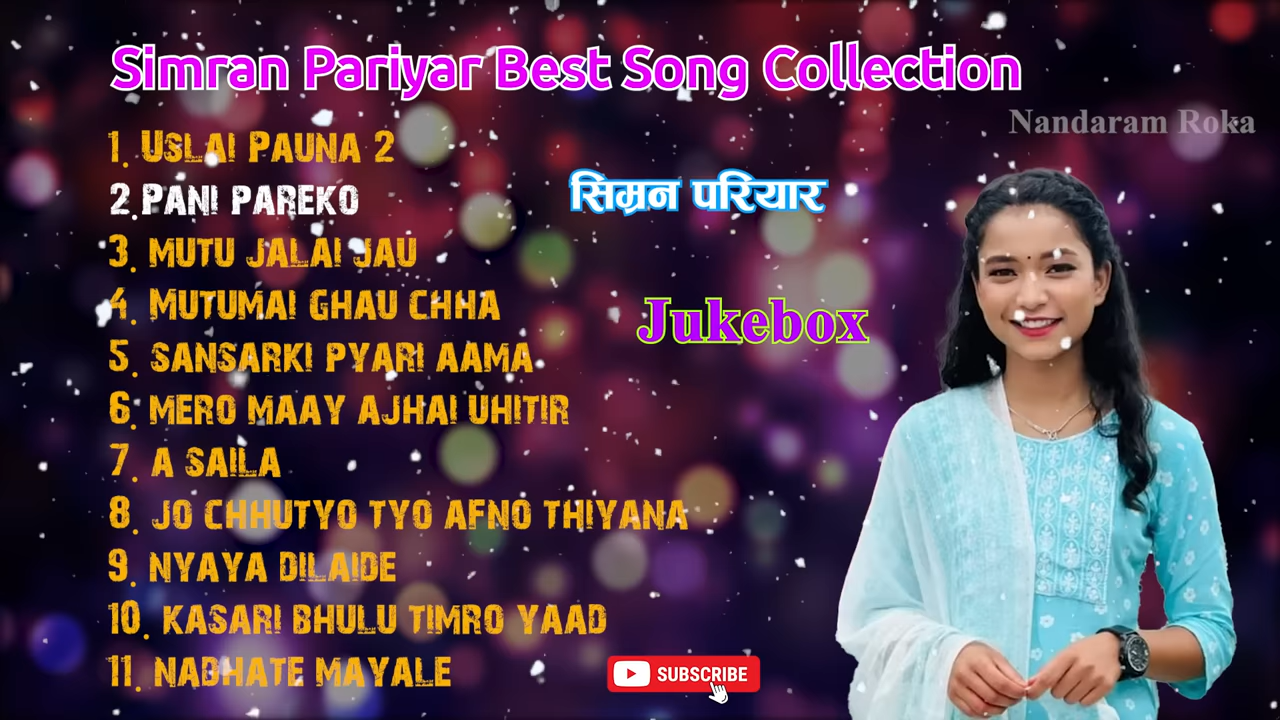 Simran Pariyar Best Song Collection
Nandaram Roka
1. Uslai Pauna 2
2. PANI PAREKO
सिम्रन परियार
3. MUTU JALAI JAU
4. MUTUMAI GHAU CHHA
Jukebox
5. SANSARKI PYARI AAMA
6. MERO MAAY AJHAI UHITIR
7. A SAILA
8. JO CHHUTYO TYO AFNO THIYANA
9. NYAYA DILAIDE
10. KASARI BHULU TIMRO YAAD
11. NABHATE MAYALE
SUBSCRIBE